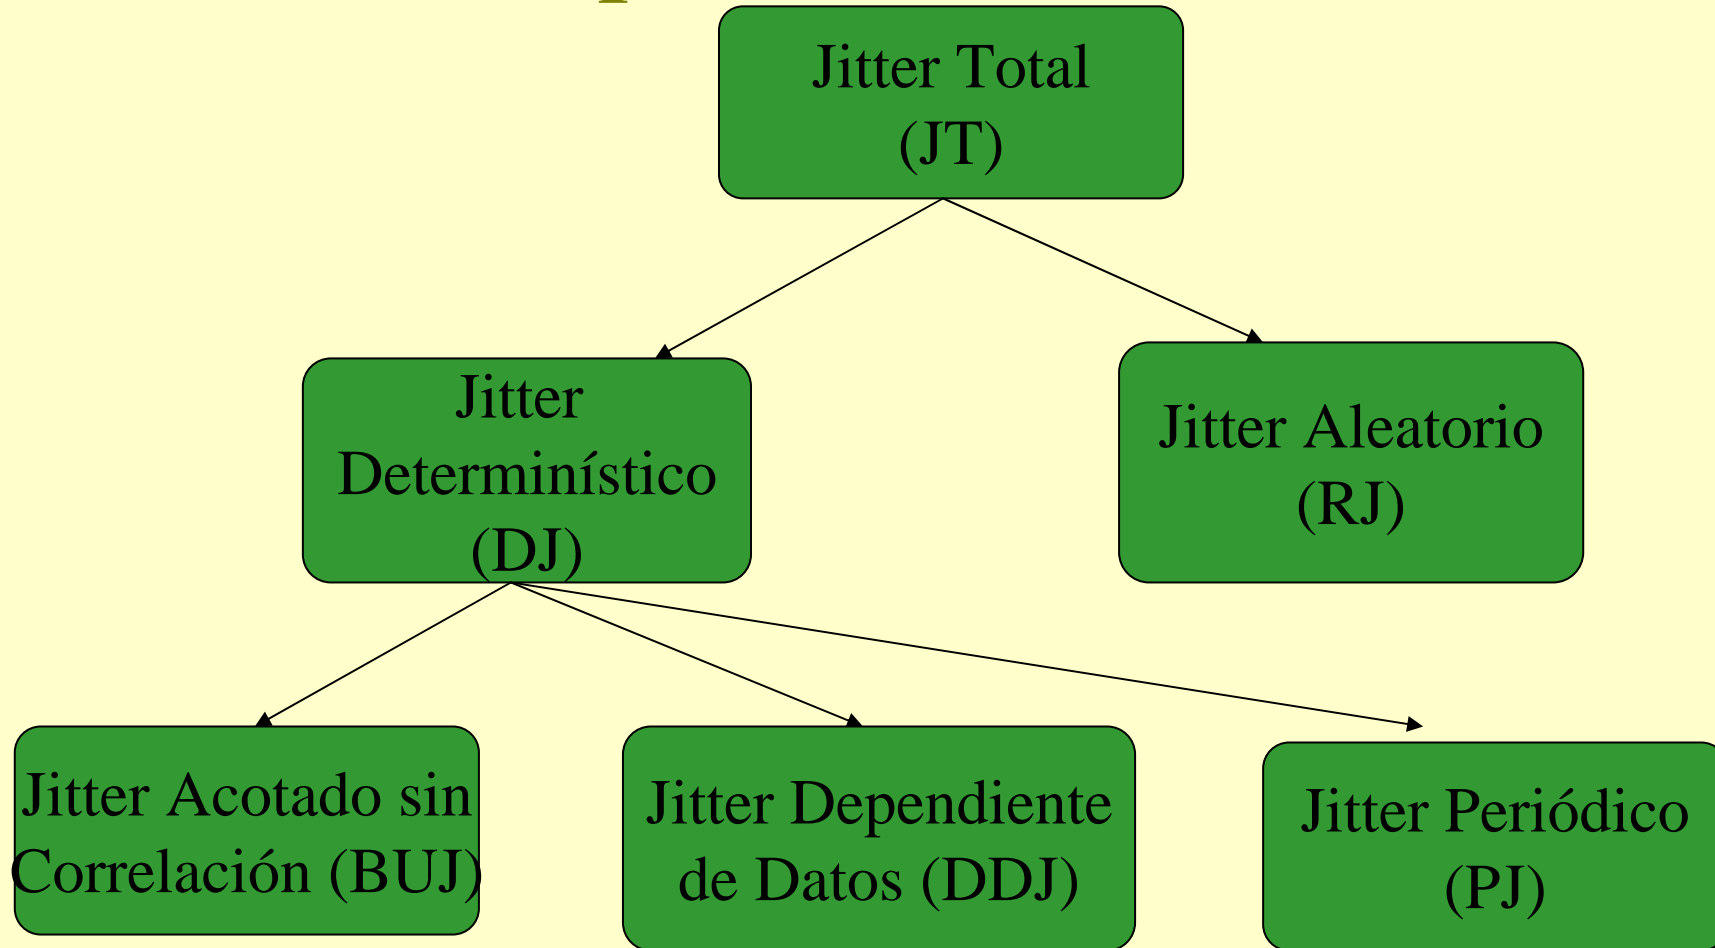 Jitter Total
(JT)
Jitter
Determinístico
(DJ)
Jitter Aleatorio
(RJ)
Jitter Acotado sin
Correlación (BUJ)
Jitter Dependiente
de Datos (DDJ)
Jitter Periódico
(PJ)